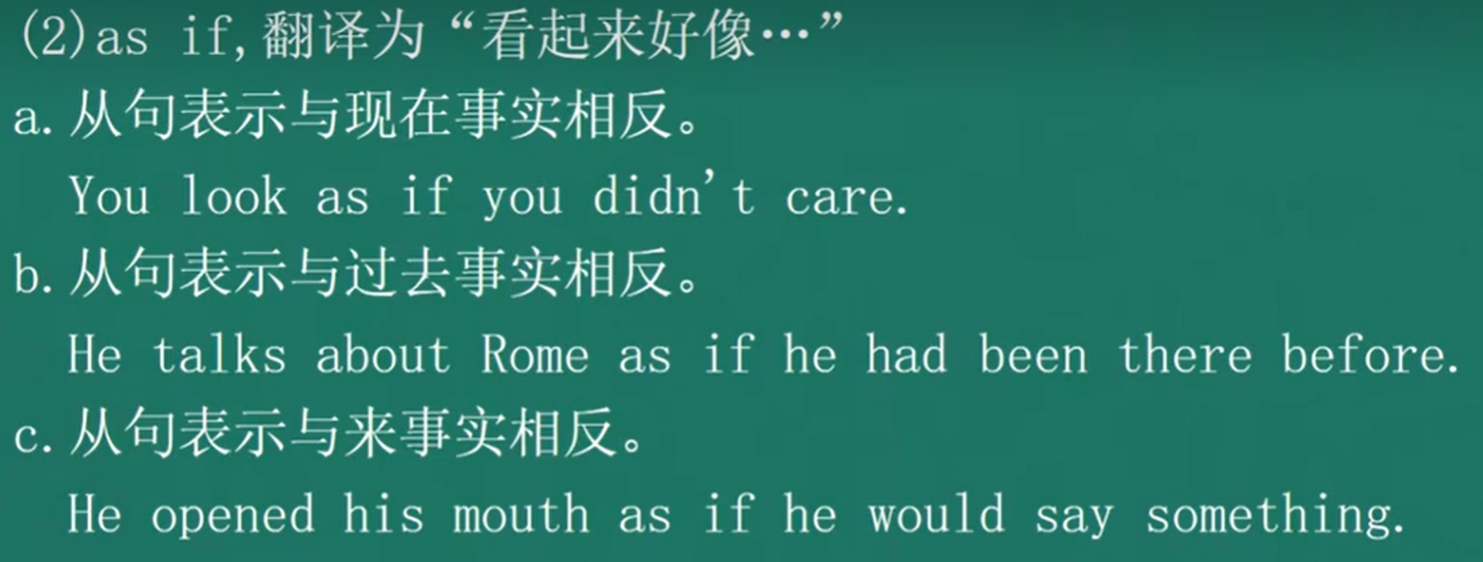 (2)as if,翻译为“看起来好像…”
a.从句表示与现在事实相反。
You look as if you didn't care.
b.从句表示与过去事实相反。
He talks about Rome as if he had been there before.
c.从句表示与来事实相反。
He opened his mouth as if he would say something.